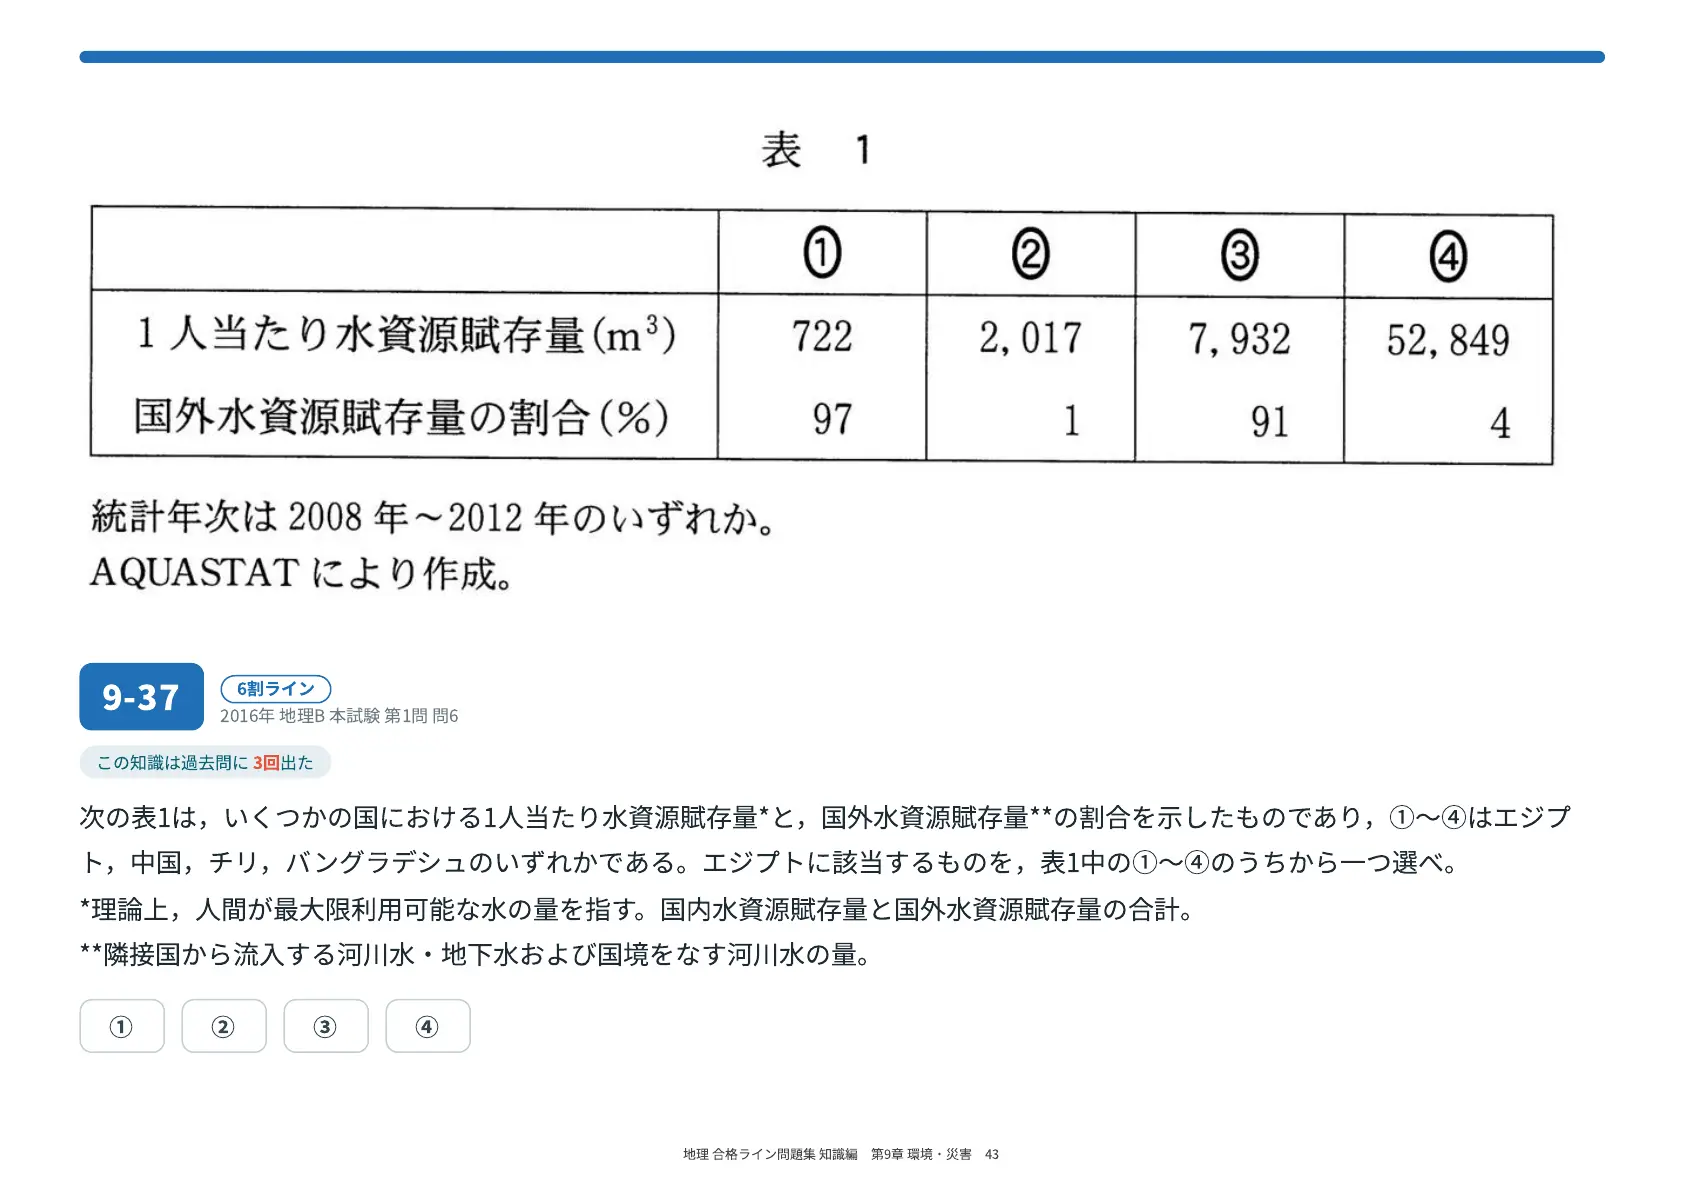 表 1
① ② ③ ④
1人当たり水資源賦存量(m³) 722 2,017 7,932 52,849
国外水資源賦存量の割合(%) 97 1 91 4
統計年次は2008年～2012年のいずれか。
AQUASTATにより作成。
9-37
6割ライン
2016年 地理B 本試験 第1問 問6
この知識は過去問に 3回出た
次の表1は，いくつかの国における1人当たり水資源賦存量*と，国外水資源賦存量**の割合を示したものであり，①〜④はエジプ
ト，中国，チリ，バングラデシュのいずれかである。エジプトに該当するものを，表1中の①〜④のうちから一つ選べ。
*理論上，人間が最大限利用可能な水の量を指す。国内水資源賦存量と国外水資源賦存量の合計。
**隣接国から流入する河川水・地下水および国境をなす河川水の量。
① ② ③ ④
地理 合格ライン問題集 知識編 第9章 環境・災害 43